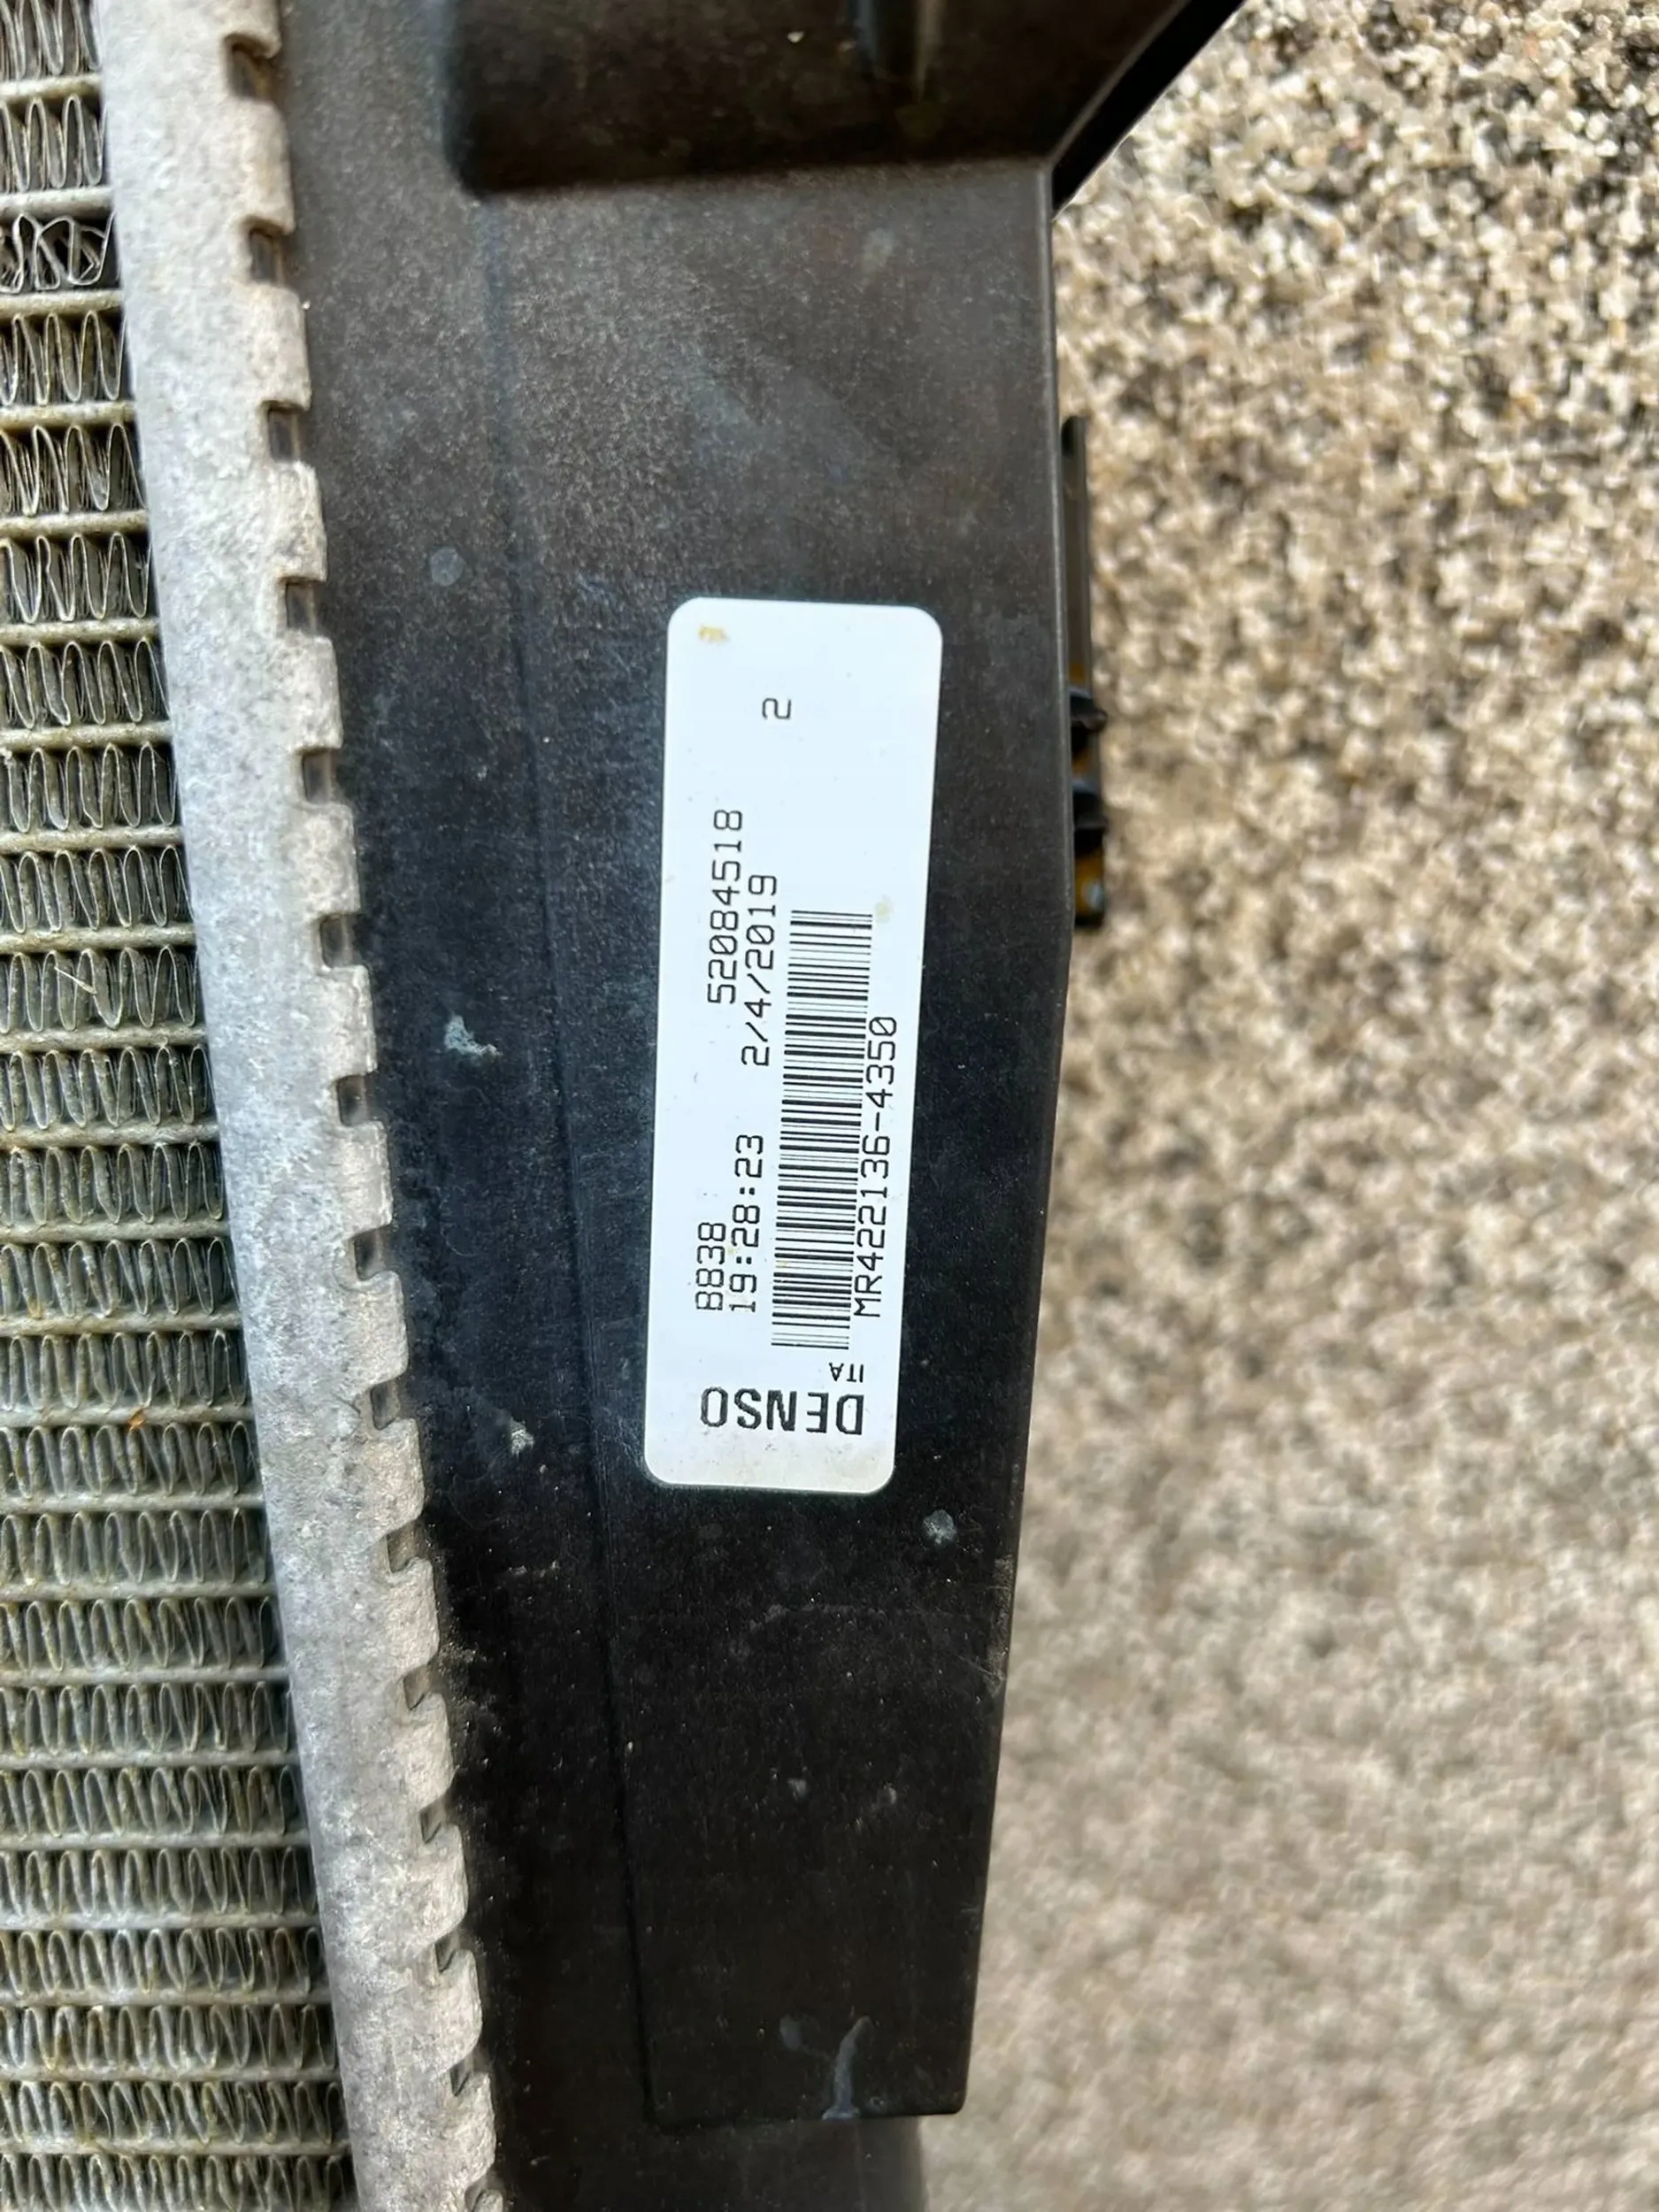 DENSO
ITA
B838 52084518
19:28:23 2/4/2019 2
MR422136-4350